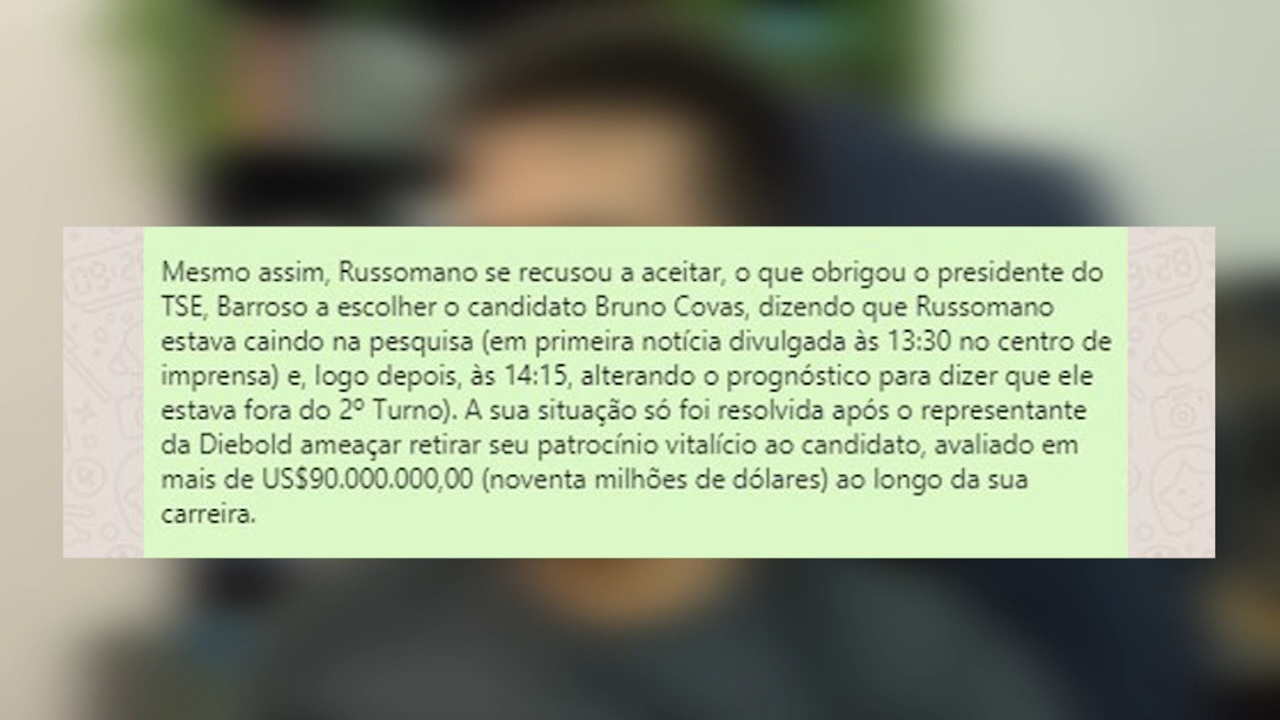 Mesmo assim, Russomano se recusou a aceitar, o que obrigou o presidente do
TSE, Barroso a escolher o candidato Bruno Covas, dizendo que Russomano
estava caindo na pesquisa (em primeira notícia divulgada às 13:30 no centro de
imprensa) e, logo depois, às 14:15, alterando o prognóstico para dizer que ele
estava fora do 2º Turno). A sua situação só foi resolvida após o representante
da Diebold ameaçar retirar seu patrocínio vitalício ao candidato, avaliado em
mais de US$90.000.000,00 (noventa milhões de dólares) ao longo da sua
carreira.